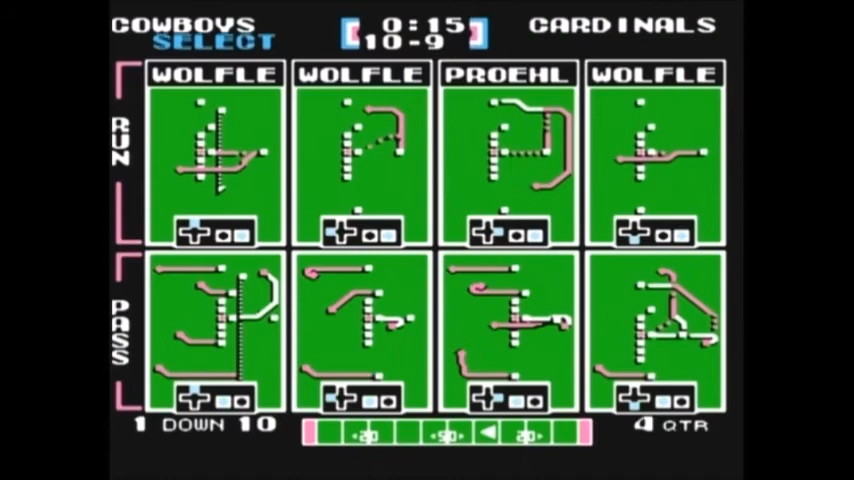 COWBOYS 0:15 CARDINALS
SELECT 10-9
WOLFLE WOLFLE PROEHL WOLFLE
RUN
PASS
1 DOWN 10 4 QTR
<20 <50> 20>